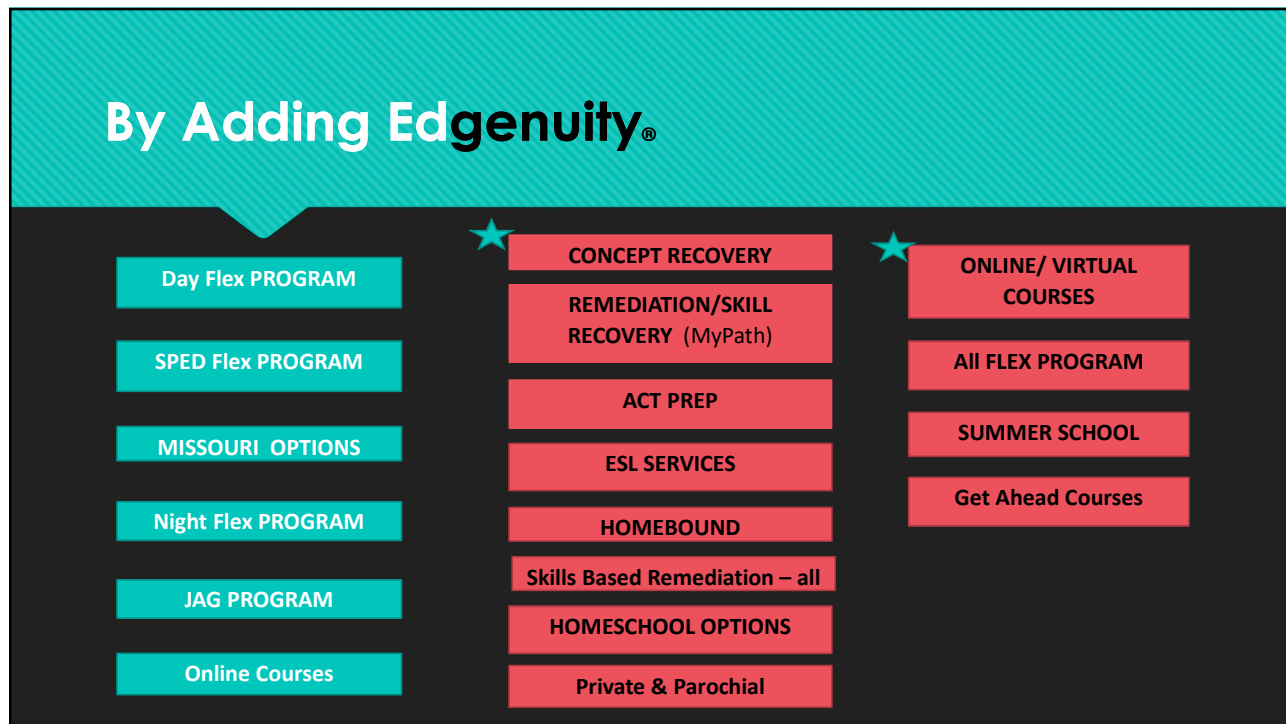 By Adding Edgenuity®
Day Flex PROGRAM
SPED Flex PROGRAM
MISSOURI OPTIONS
Night Flex PROGRAM
JAG PROGRAM
Online Courses
CONCEPT RECOVERY
REMEDIATION/SKILL
RECOVERY (MyPath)
ACT PREP
ESL SERVICES
HOMEBOUND
Skills Based Remediation – all
HOMESCHOOL OPTIONS
Private & Parochial
ONLINE/ VIRTUAL
COURSES
All FLEX PROGRAM
SUMMER SCHOOL
Get Ahead Courses